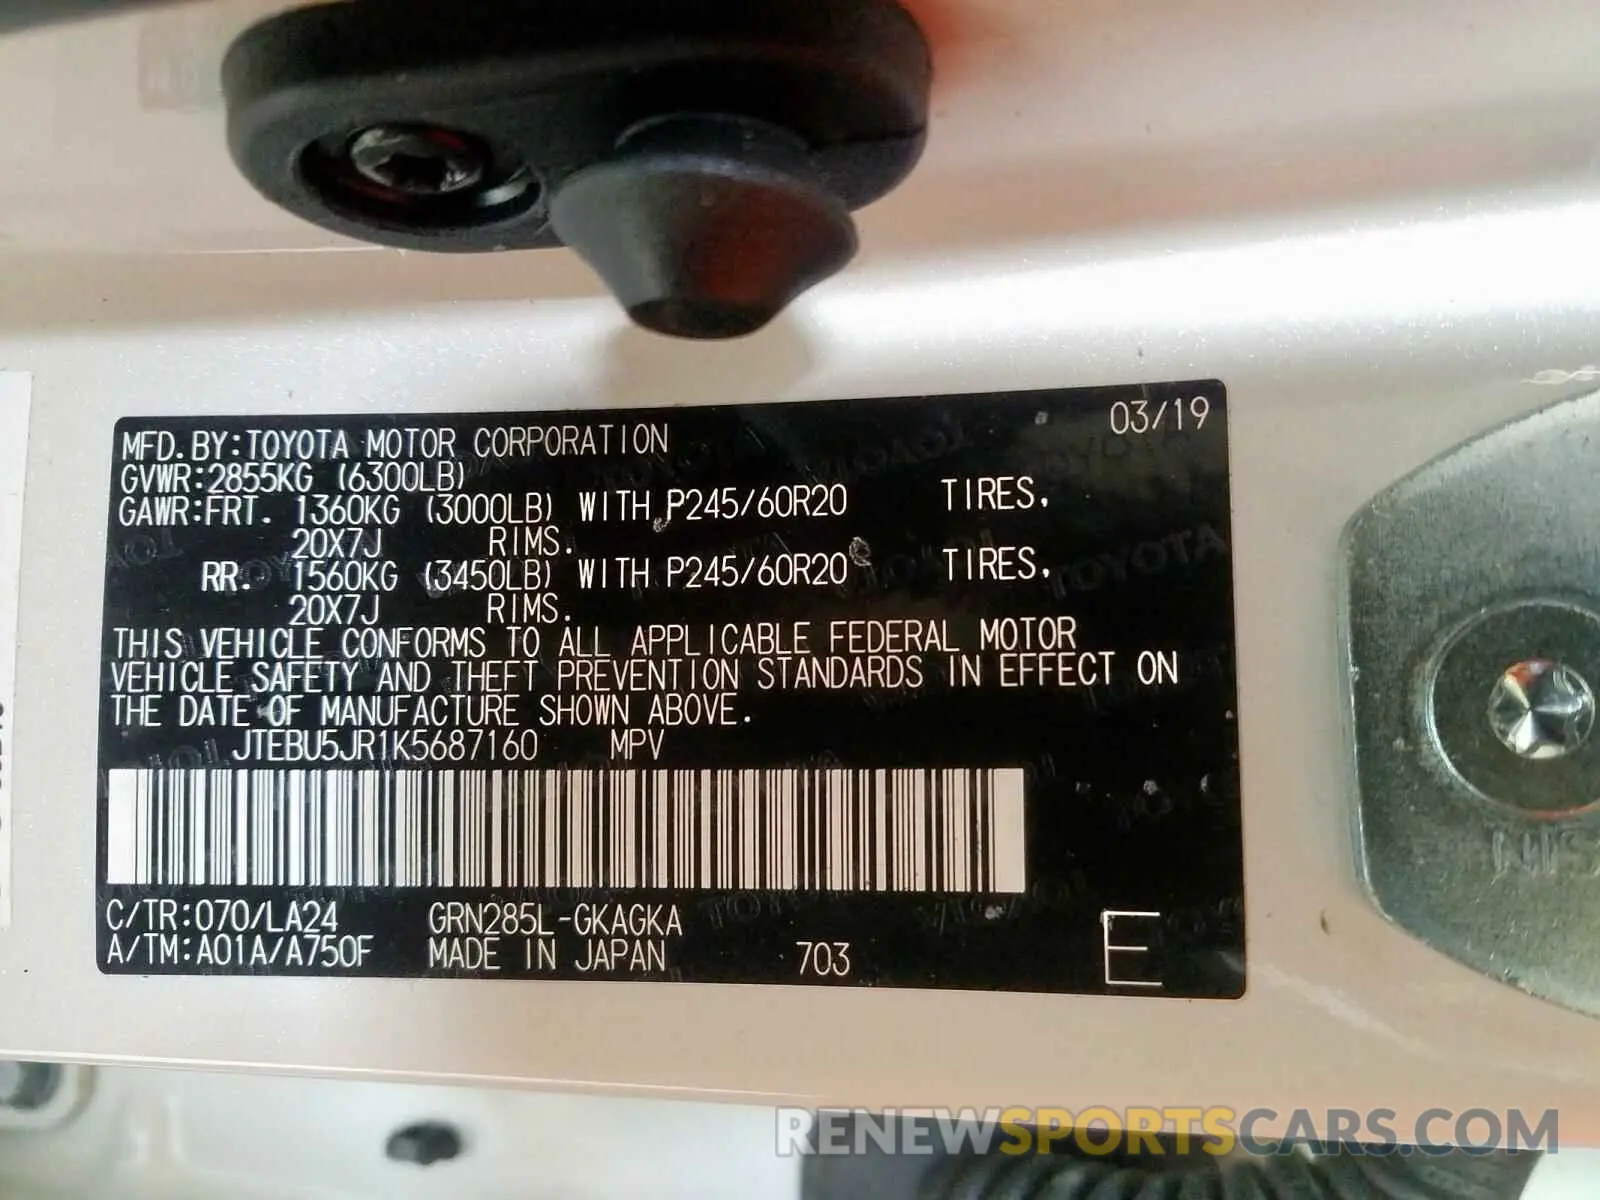 03/19
MFD.BY:TOYOTA MOTOR CORPORATION
GVWR:2855KG (6300LB)
GAWR:FRT. 1360KG (3000LB) WITH P245/60R20 TIRES,
20X7J RIMS.
RR. 1560KG (3450LB) WITH P245/60R20 TIRES,
20X7J RIMS.
THIS VEHICLE CONFORMS TO ALL APPLICABLE FEDERAL MOTOR
VEHICLE SAFETY AND THEFT PREVENTION STANDARDS IN EFFECT ON
THE DATE OF MANUFACTURE SHOWN ABOVE.
JTEBU5JR1K5687160 MPV
C/TR:070/LA24 GRN285L-GKAGKA
A/TM:A01A/A750F MADE IN JAPAN 703 E
RENEWSPORTSCARS.COM